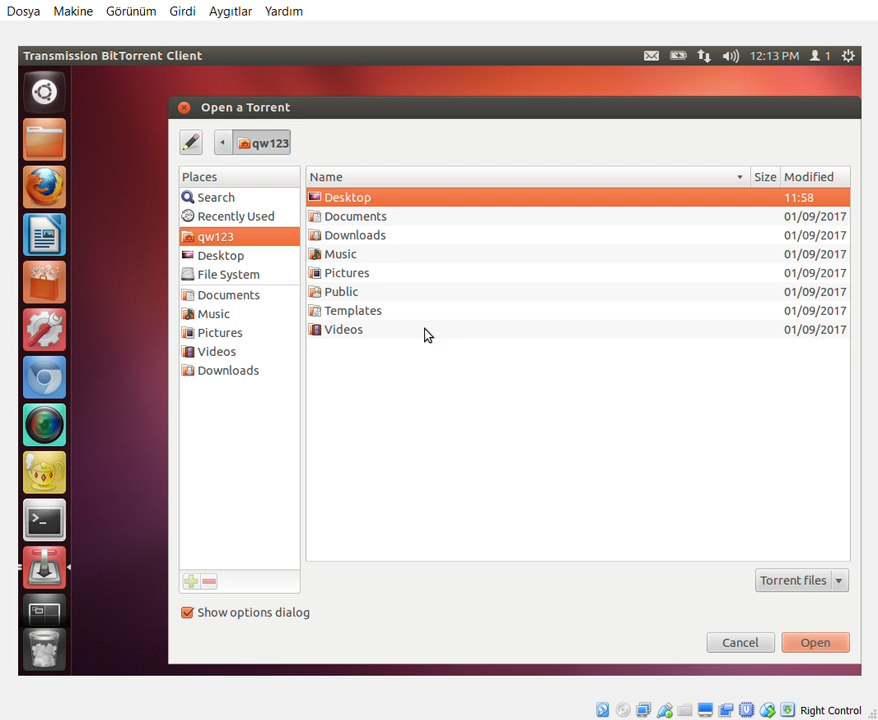 Dosya Makine Görünüm Girdi Aygıtlar Yardım
Transmission BitTorrent Client 12:13 PM 1
Open a Torrent
qw123
Places Name Size Modified
Search Desktop 11:58
Recently Used Documents 01/09/2017
qw123 Downloads 01/09/2017
Desktop Music 01/09/2017
File System Pictures 01/09/2017
Documents Public 01/09/2017
Music Templates 01/09/2017
Pictures Videos 01/09/2017
Videos
Downloads
Torrent files
Show options dialog
Cancel Open
Right Control